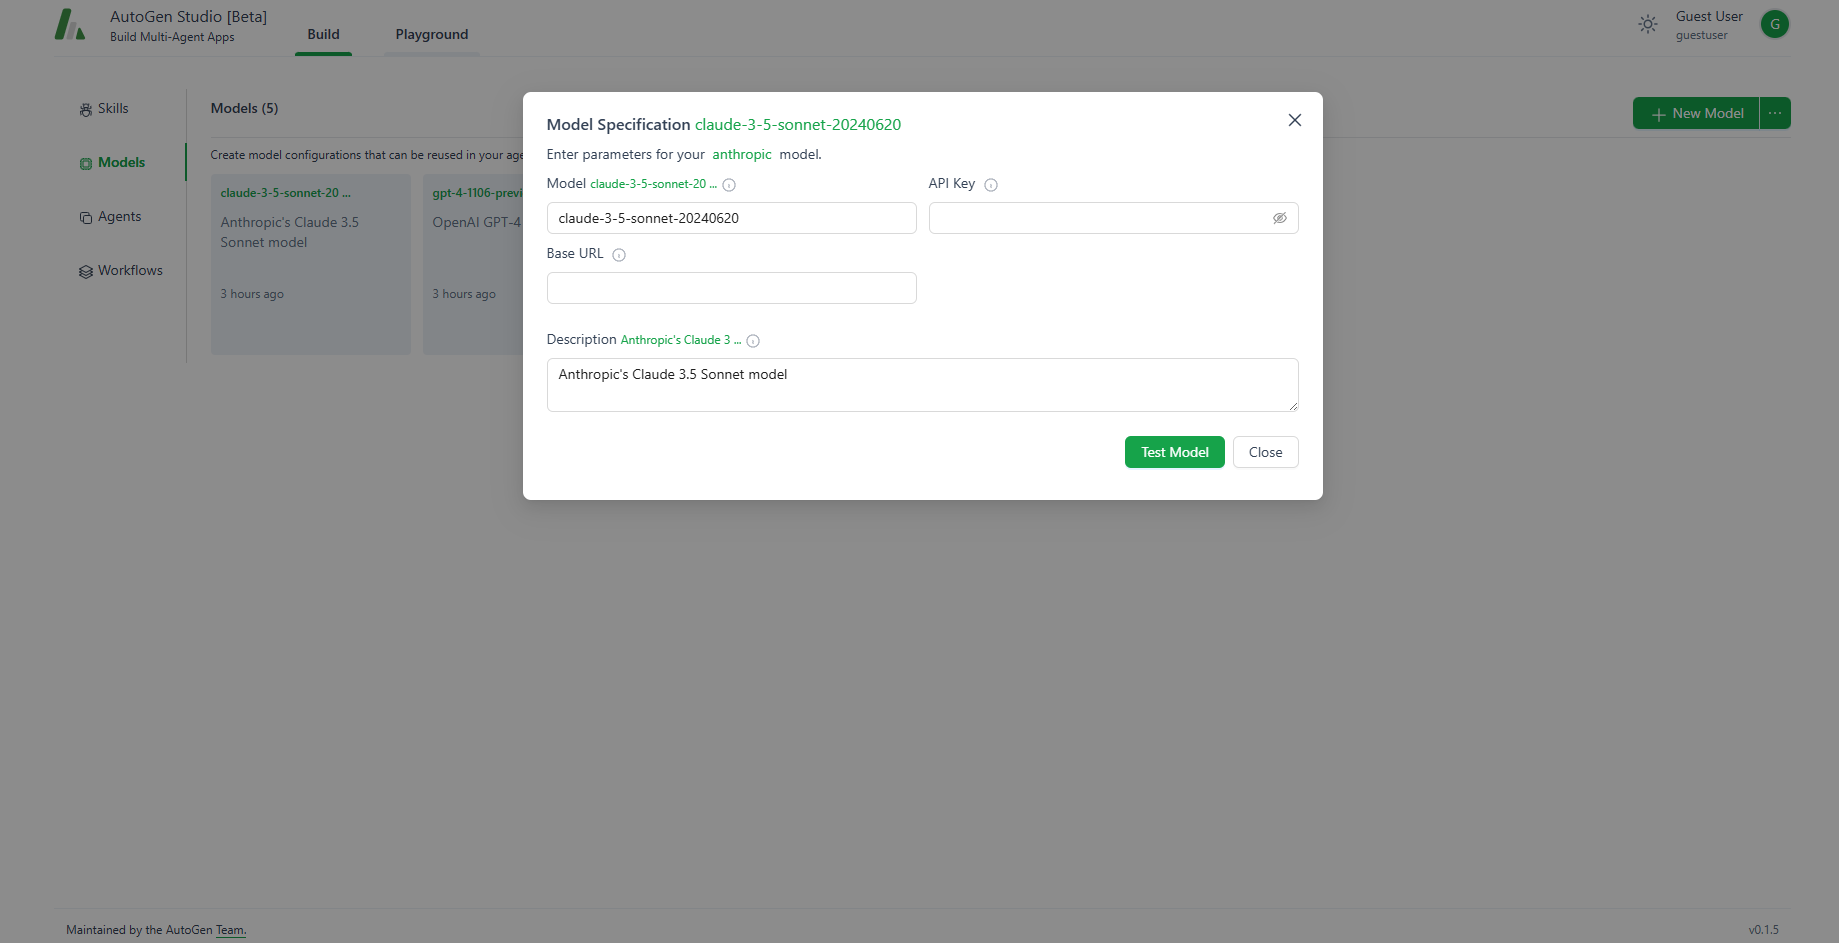 AutoGen Studio [Beta]
Build Multi-Agent Apps
Build
Playground
Guest User
guestuser
G
Skills
Models
Agents
Workflows
Models (5)
New Model
Create model configurations that can be reused in your age
claude-3-5-sonnet-20 ...
Anthropic's Claude 3.5
Sonnet model
3 hours ago
gpt-4-1106-previ
OpenAI GPT-4
3 hours ago
Model Specification claude-3-5-sonnet-20240620
Enter parameters for your anthropic model.
Model claude-3-5-sonnet-20 ...
API Key
claude-3-5-sonnet-20240620
Base URL
Description Anthropic's Claude 3 ...
Anthropic's Claude 3.5 Sonnet model
Test Model
Close
Maintained by the AutoGen Team.
v0.1.5